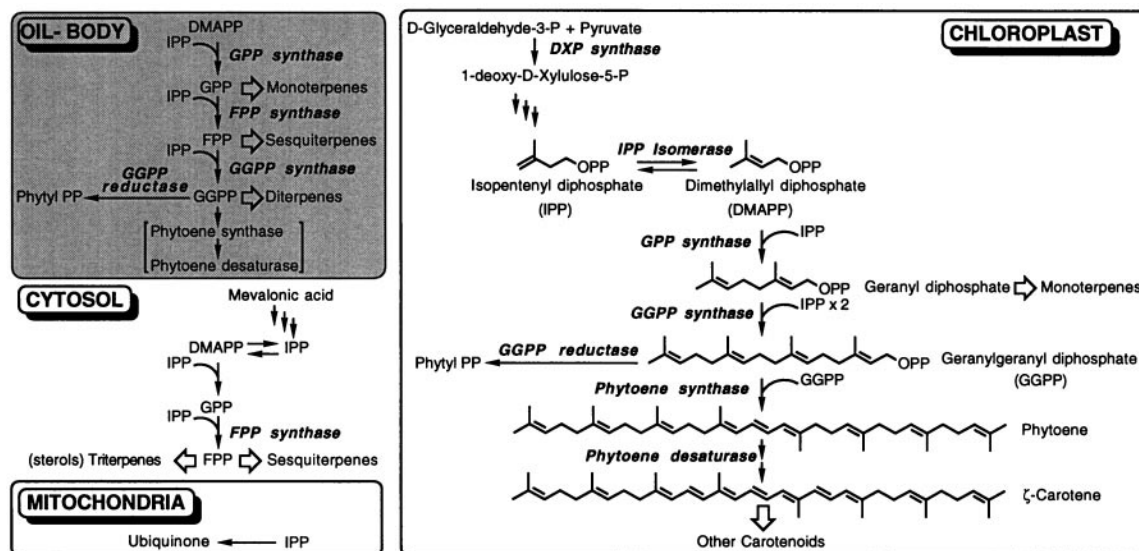 OIL- BODY
DMAPP
IPP
GPP synthase
GPP
Monoterpenes
IPP
FPP synthase
FPP
Sesquiterpenes
IPP
GGPP synthase
GGPP
reductase
Phytyl PP
GGPP
Diterpenes
Phytoene synthase
Phytoene desaturase
CYTOSOL
Mevalonic acid
DMAPP
IPP
IPP
GPP
IPP
FPP synthase
(sterols) Triterpenes
FPP
Sesquiterpenes
MITOCHONDRIA
Ubiquinone
IPP
CHLOROPLAST
D-Glyceraldehyde-3-P + Pyruvate
DXP synthase
1-deoxy-D-Xylulose-5-P
OPP
IPP Isomerase
OPP
Isopentenyl diphosphate
(IPP)
Dimethylallyl diphosphate
(DMAPP)
GPP synthase
IPP
OPP
Geranyl diphosphate
Monoterpenes
GGPP synthase
IPP x 2
Phytyl PP
GGPP reductase
OPP
Geranylgeranyl diphosphate
(GGPP)
Phytoene synthase
GGPP
Phytoene
Phytoene desaturase
ζ-Carotene
Other Carotenoids